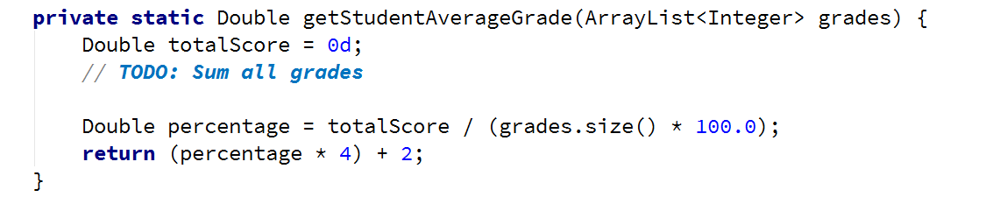 private static Double getStudentAverageGrade(ArrayList<Integer> grades) {
    Double totalScore = 0d;
    // TODO: Sum all grades

    Double percentage = totalScore / (grades.size() * 100.0);
    return (percentage * 4) + 2;
}